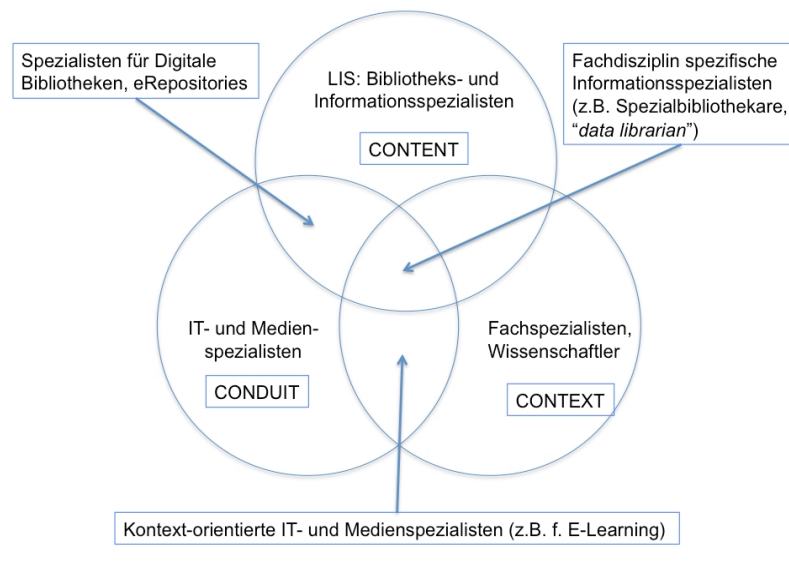 Spezialisten für Digitale
Bibliotheken, eRepositories
LIS: Bibliotheks- und
Informationsspezialisten
CONTENT
Fachdisziplin spezifische
Informationsspezialisten
(z.B. Spezialbibliothekare,
“data librarian”)
IT- und Medien-
spezialisten
CONDUIT
Fachspezialisten,
Wissenschaftler
CONTEXT
Kontext-orientierte IT- und Medienspezialisten (z.B. f. E-Learning)